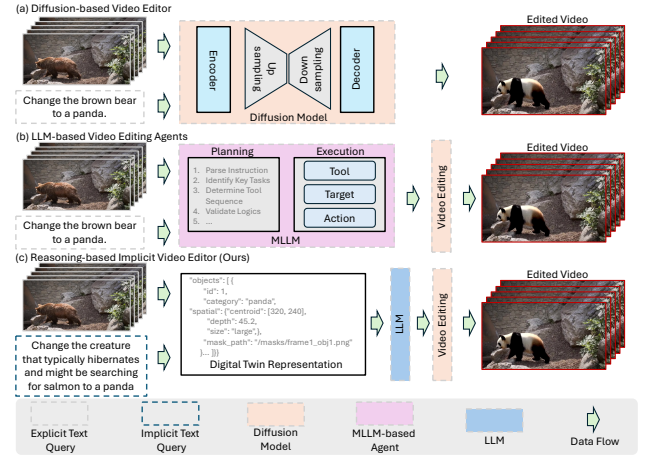 (a) Diffusion-based Video Editor
Change the brown bear
to a panda.
Encoder
Up
sampling
Down
sampling
Decoder
Diffusion Model
Edited Video
(b) LLM-based Video Editing Agents
Change the brown bear
to a panda.
Planning
1. Parse Instruction
2. Identify Key Tasks
3. Determine Tool
Sequence
4. Validate Logics
5. ...
Execution
Tool
Target
Action
MLLM
Video Editing
Edited Video
(c) Reasoning-based Implicit Video Editor (Ours)
Change the creature
that typically hibernates
and might be searching
for salmon to a panda
"objects": [ {
"id": 1,
"category": "panda",
"spatial": {"centroid": [320, 240],
"depth": 45.2,
"size": "large",},
"mask_path": "/masks/frame1_obj1.png"
}... ]})
Digital Twin Representation
LLM
Video Editing
Edited Video
Explicit Text
Query
Implicit Text
Query
Diffusion
Model
MLLM-based
Agent
LLM
Data Flow